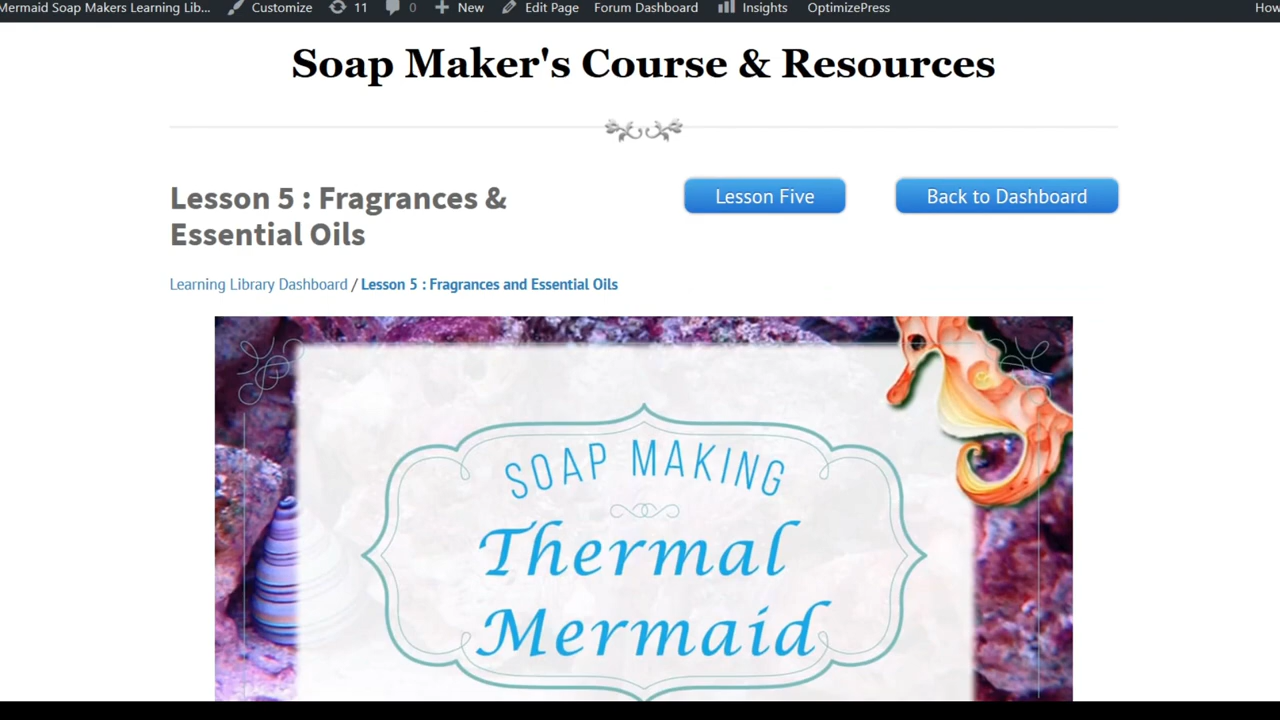 Mermaid Soap Makers Learning Lib... Customize 11 0 New Edit Page Forum Dashboard Insights OptimizePress How
Soap Maker's Course & Resources
Lesson 5 : Fragrances &
Essential Oils
Lesson Five
Back to Dashboard
Learning Library Dashboard / Lesson 5 : Fragrances and Essential Oils
SOAP MAKING
Thermal
Mermaid